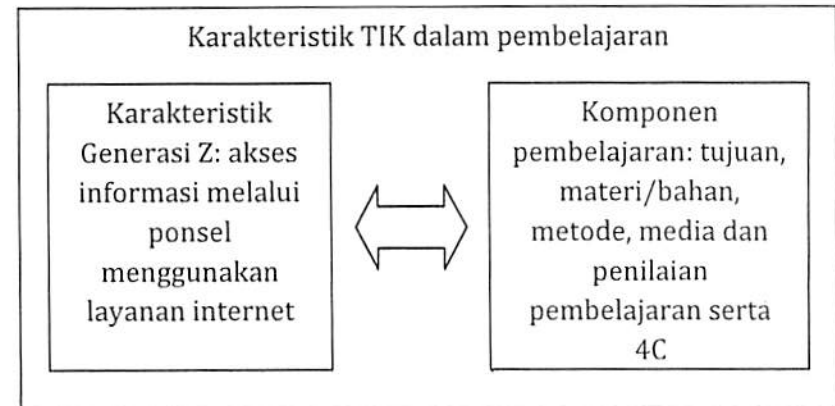 Karakteristik TIK dalam pembelajaran
Karakteristik
Generasi Z: akses
informasi melalui
ponsel
menggunakan
layanan internet
Komponen
pembelajaran: tujuan,
materi/bahan,
metode, media dan
penilaian
pembelajaran serta
4C